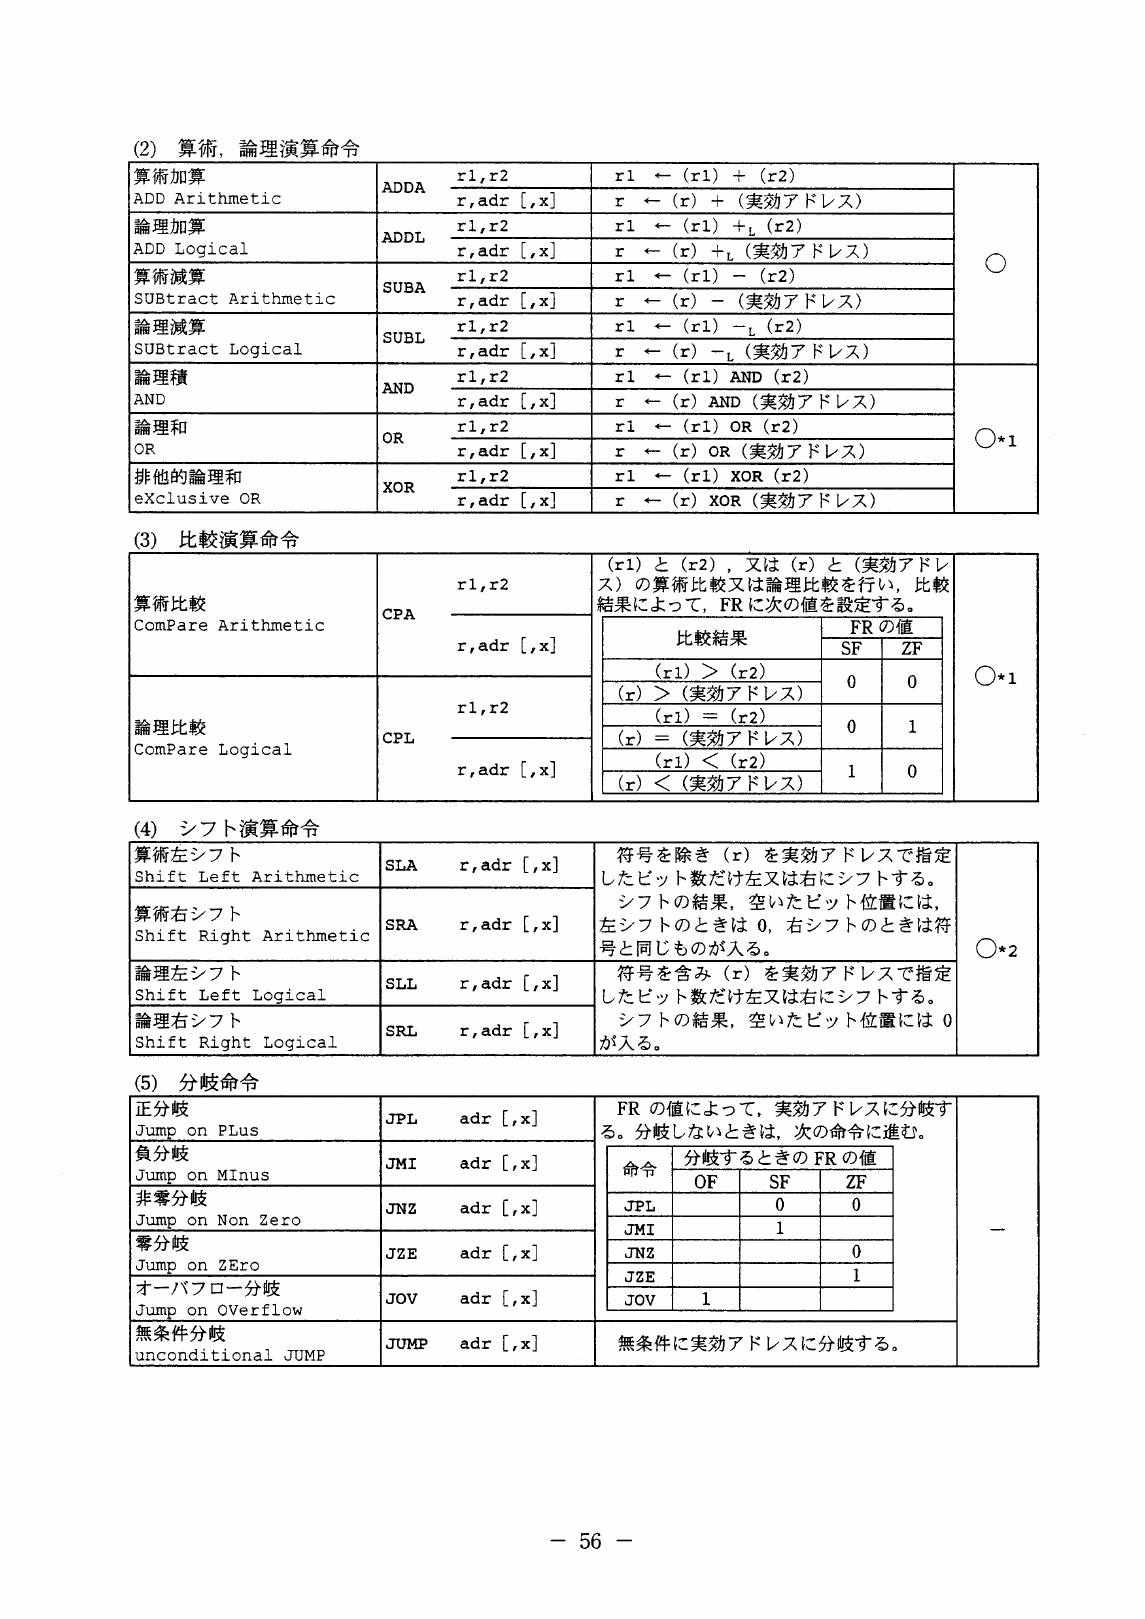 (2) 算術，論理演算命令
算術加算
ADD Arithmetic
ADDA
r1,r2
r1 ← (r1) + (r2)
r,adr [,x]
r ← (r) + (実効アドレス)
論理加算
ADD Logical
ADDL
r1,r2
r1 ← (r1) +L (r2)
r,adr [,x]
r ← (r) +L (実効アドレス)
算術減算
SUBtract Arithmetic
SUBA
r1,r2
r1 ← (r1) − (r2)
r,adr [,x]
r ← (r) − (実効アドレス)
論理減算
SUBtract Logical
SUBL
r1,r2
r1 ← (r1) −L (r2)
r,adr [,x]
r ← (r) −L (実効アドレス)
○
論理積
AND
AND
r1,r2
r1 ← (r1) AND (r2)
r,adr [,x]
r ← (r) AND (実効アドレス)
論理和
OR
OR
r1,r2
r1 ← (r1) OR (r2)
r,adr [,x]
r ← (r) OR (実効アドレス)
排他的論理和
eXclusive OR
XOR
r1,r2
r1 ← (r1) XOR (r2)
r,adr [,x]
r ← (r) XOR (実効アドレス)
○*1
(3) 比較演算命令
算術比較
ComPare Arithmetic
CPA
r1,r2
r,adr [,x]
論理比較
ComPare Logical
CPL
r1,r2
r,adr [,x]
(r1) と (r2) ，又は (r) と (実効アドレ
ス) の算術比較又は論理比較を行い，比較
結果によって，FR に次の値を設定する。
比較結果
FR の値
SF ZF
(r1) > (r2)
(r) > (実効アドレス)
0 0
(r1) = (r2)
(r) = (実効アドレス)
0 1
(r1) < (r2)
(r) < (実効アドレス)
1 0
○*1
(4) シフト演算命令
算術左シフト
Shift Left Arithmetic
SLA r,adr [,x]
算術右シフト
Shift Right Arithmetic
SRA r,adr [,x]
符号を除き (r) を実効アドレスで指定
したビット数だけ左又は右にシフトする。
シフトの結果，空いたビット位置には，
左シフトのときは 0，右シフトのときは符
号と同じものが入る。
論理左シフト
Shift Left Logical
SLL r,adr [,x]
論理右シフト
Shift Right Logical
SRL r,adr [,x]
符号を含み (r) を実効アドレスで指定
したビット数だけ左又は右にシフトする。
シフトの結果，空いたビット位置には 0
が入る。
○*2
(5) 分岐命令
正分岐
Jump on PLus
JPL adr [,x]
負分岐
Jump on MInus
JMI adr [,x]
非零分岐
Jump on Non Zero
JNZ adr [,x]
零分岐
Jump on ZEro
JZE adr [,x]
オーバフロー分岐
Jump on OVerflow
JOV adr [,x]
FR の値によって，実効アドレスに分岐す
る。分岐しないときは，次の命令に進む。
命令
分岐するときの FR の値
OF SF ZF
JPL 0 0
JMI 1
JNZ 0
JZE 1
JOV 1
無条件分岐
unconditional JUMP
JUMP adr [,x]
無条件に実効アドレスに分岐する。
−
− 56 −